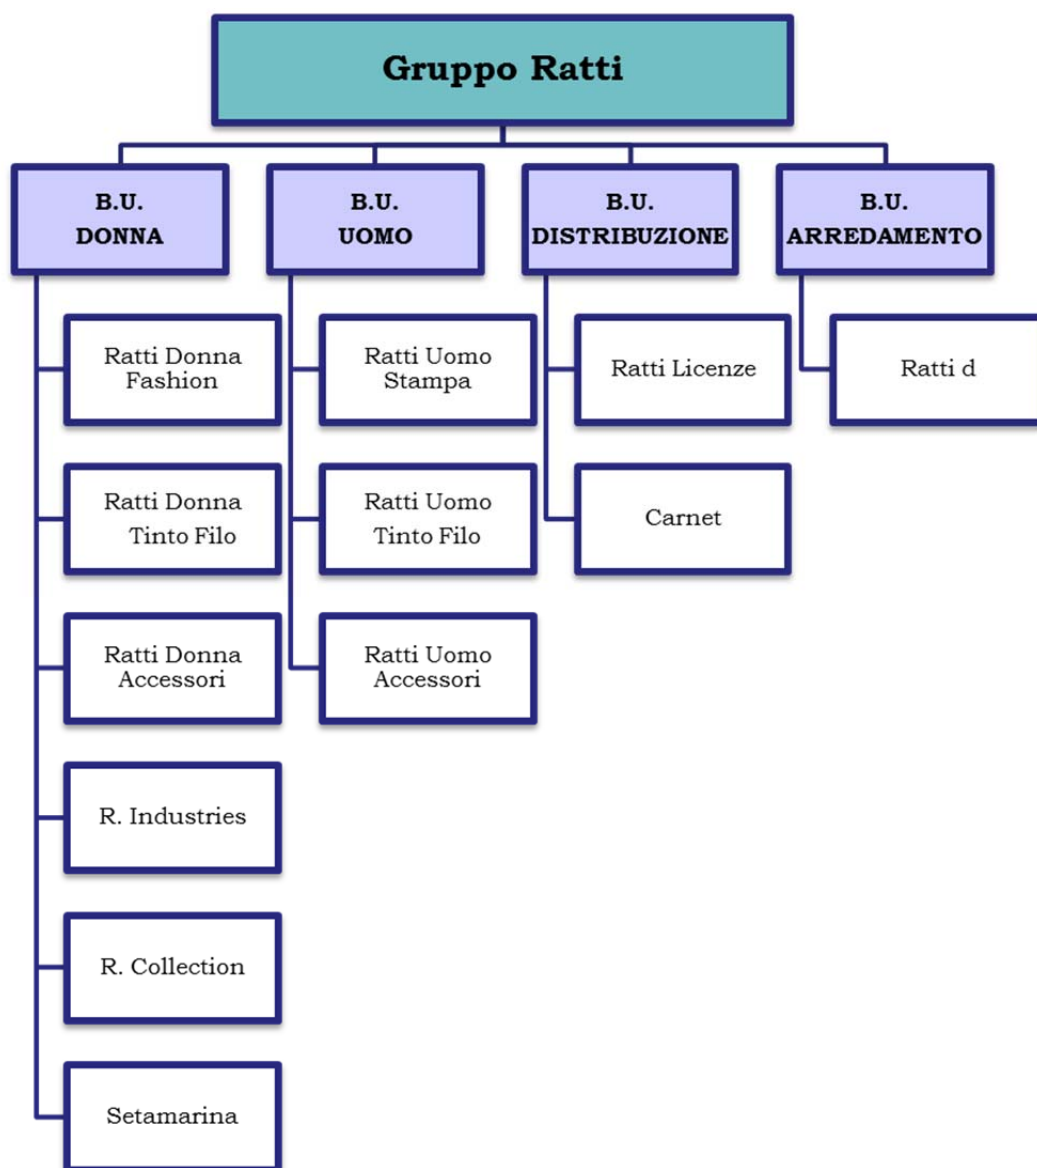 Gruppo Ratti
B.U.
DONNA
Ratti Donna
Fashion
Ratti Donna
Tinto Filo
Ratti Donna
Accessori
R. Industries
R. Collection
Setamarina
B.U.
UOMO
Ratti Uomo
Stampa
Ratti Uomo
Tinto Filo
Ratti Uomo
Accessori
B.U.
DISTRIBUZIONE
Ratti Licenze
Carnet
B.U.
ARREDAMENTO
Ratti d